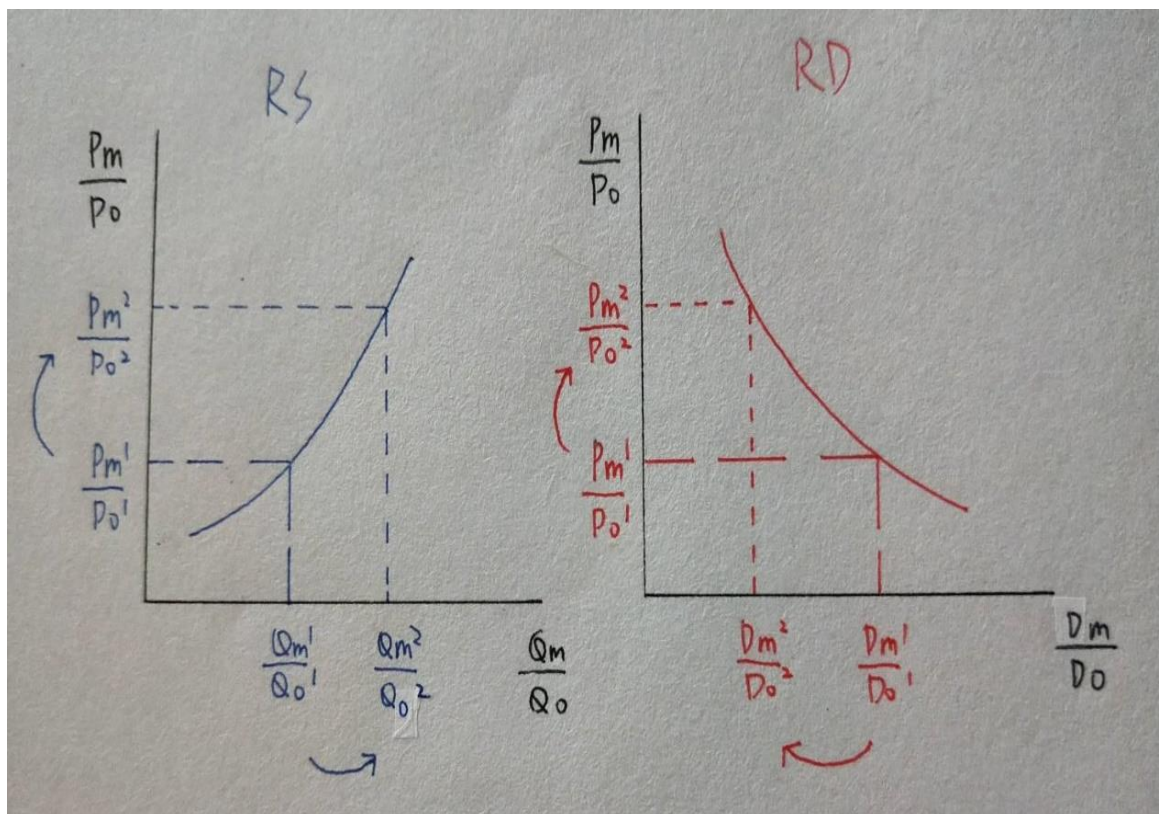 RS
Pm
Po
Pm²
Po²
Pm¹
Po¹
Qm¹
Qo¹
Qm²
Qo²
Qm
Qo
RD
Pm
Po
Pm²
Po²
Pm¹
Po¹
Dm²
Do²
Dm¹
Do¹
Dm
Do